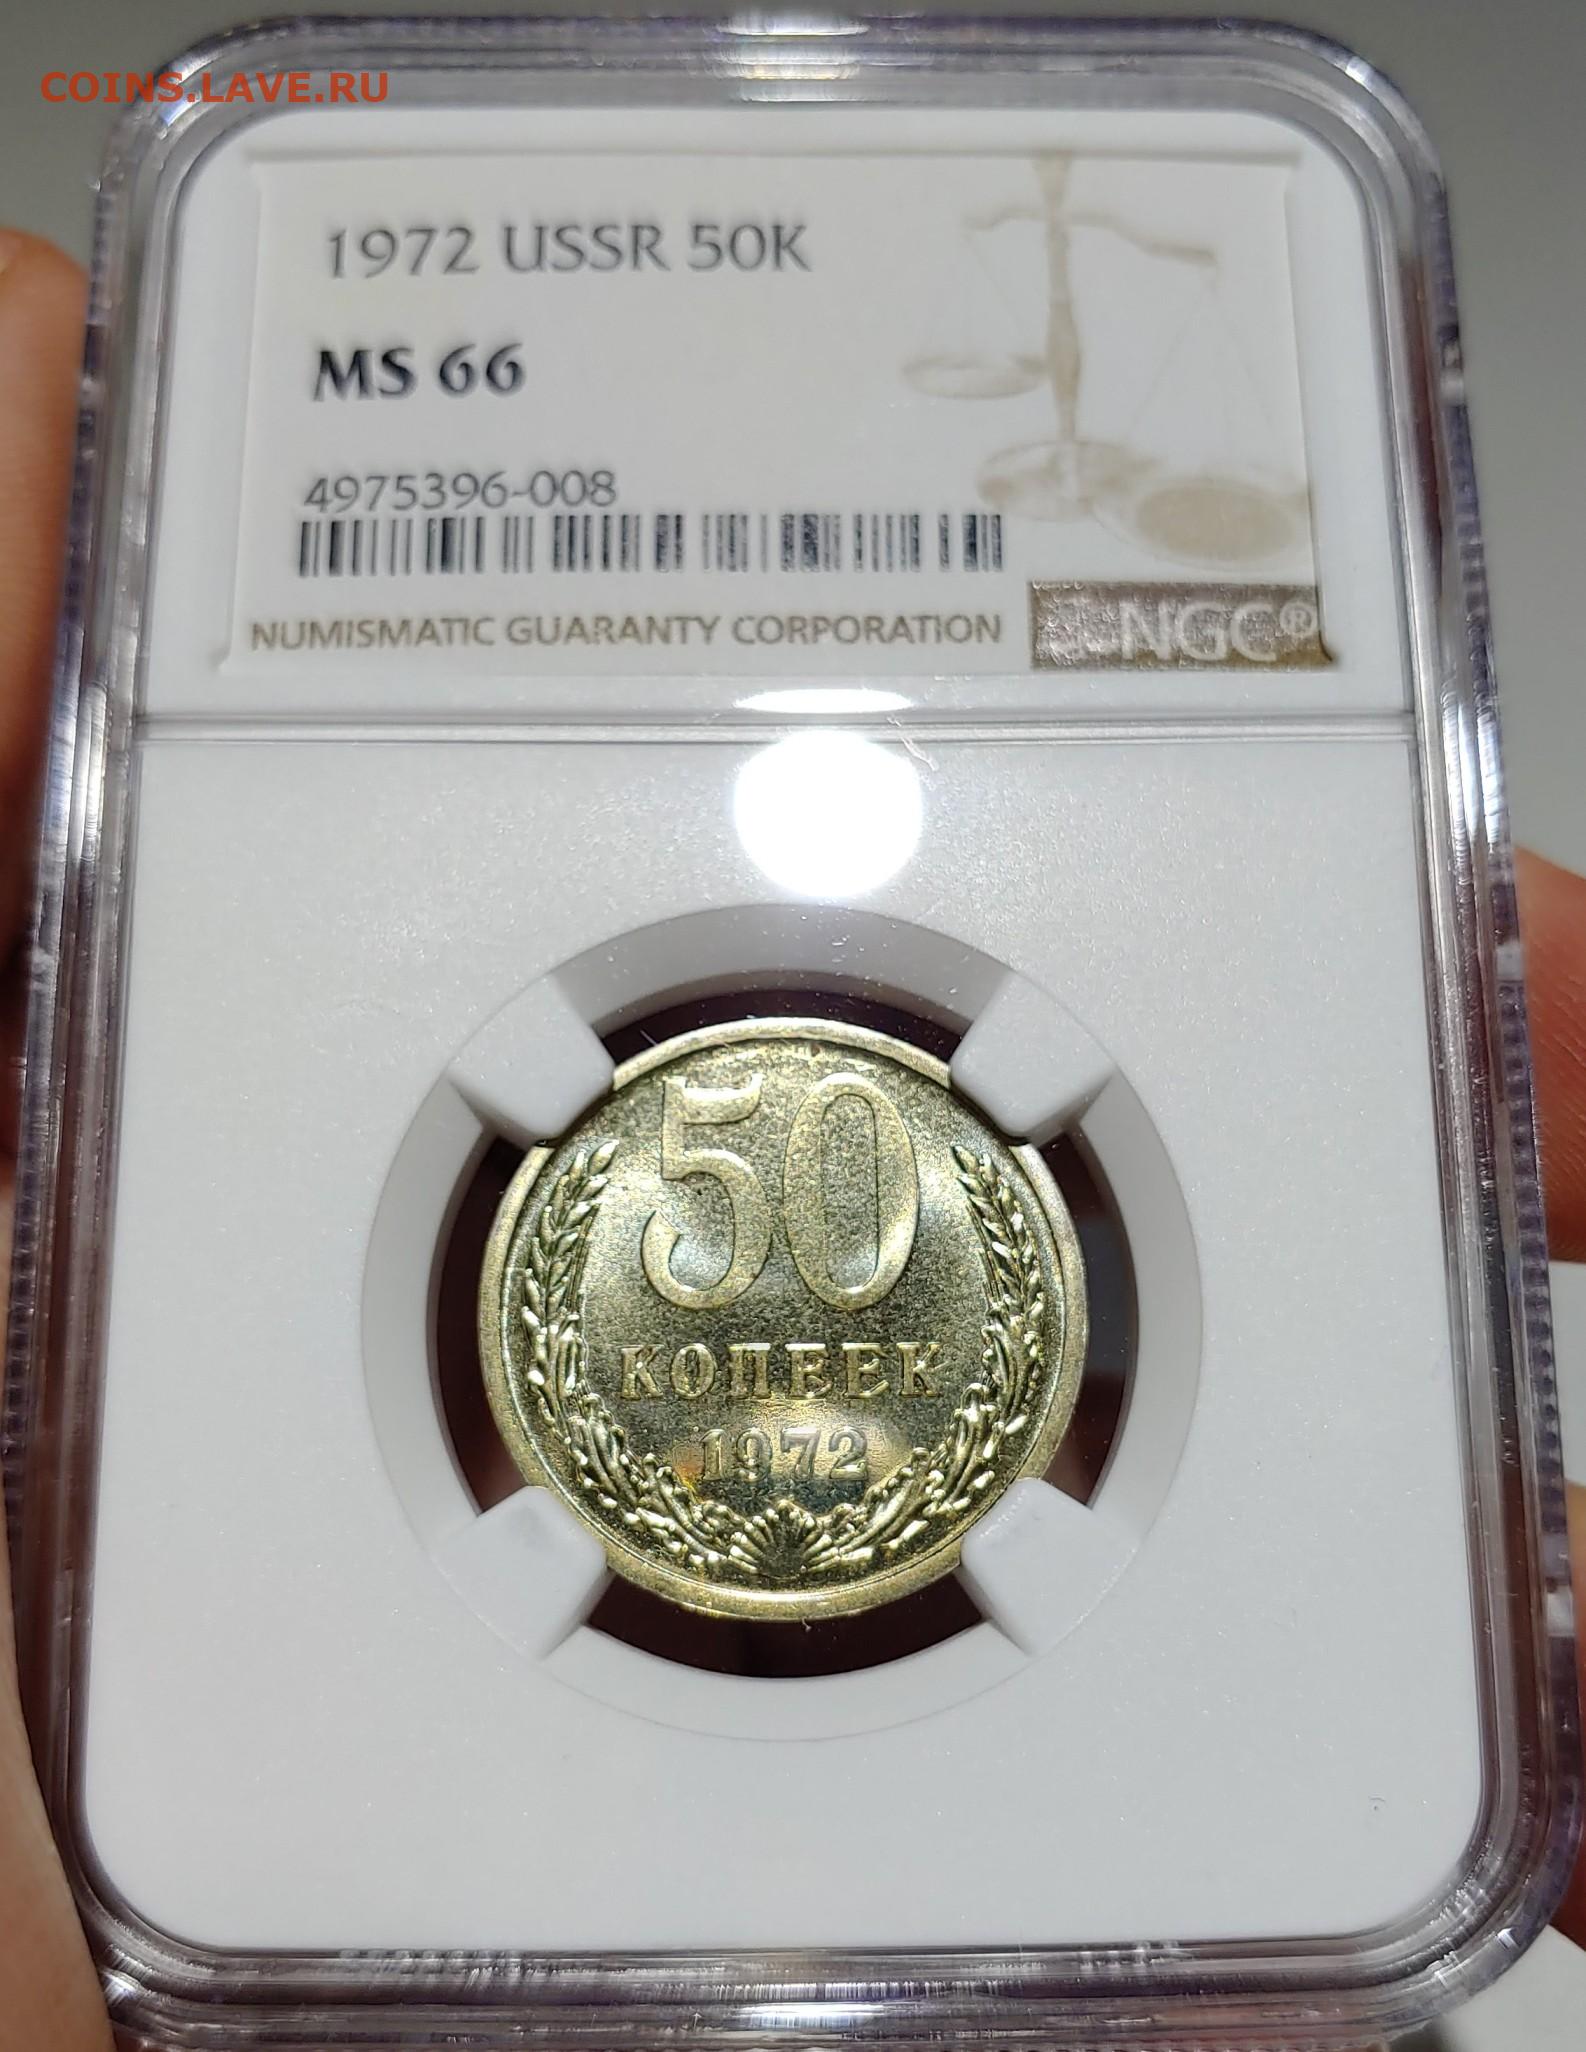 COINS.LAVE.RU
1972 USSR 50K
MS 66
4975396-008
NUMISMATIC GUARANTY CORPORATION
NGC®
50
КОПЕЕК
1972